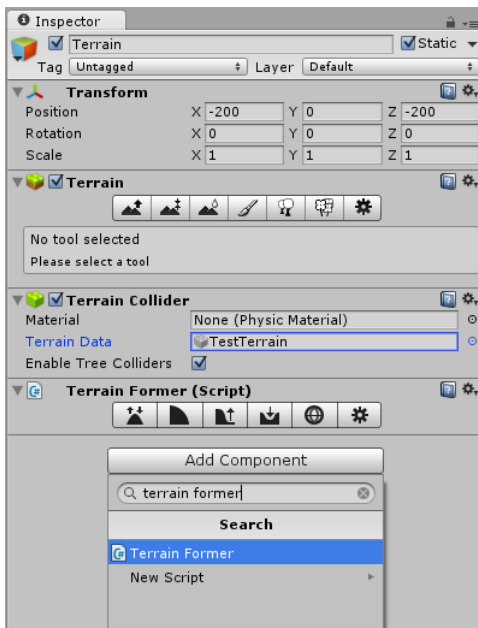 Inspector
Terrain Static
Tag Untagged Layer Default
Transform
Position X -200 Y 0 Z -200
Rotation X 0 Y 0 Z 0
Scale X 1 Y 1 Z 1
Terrain
No tool selected
Please select a tool
Terrain Collider
Material None (Physic Material)
Terrain Data TestTerrain
Enable Tree Colliders
Terrain Former (Script)
Add Component
terrain former
Search
Terrain Former
New Script